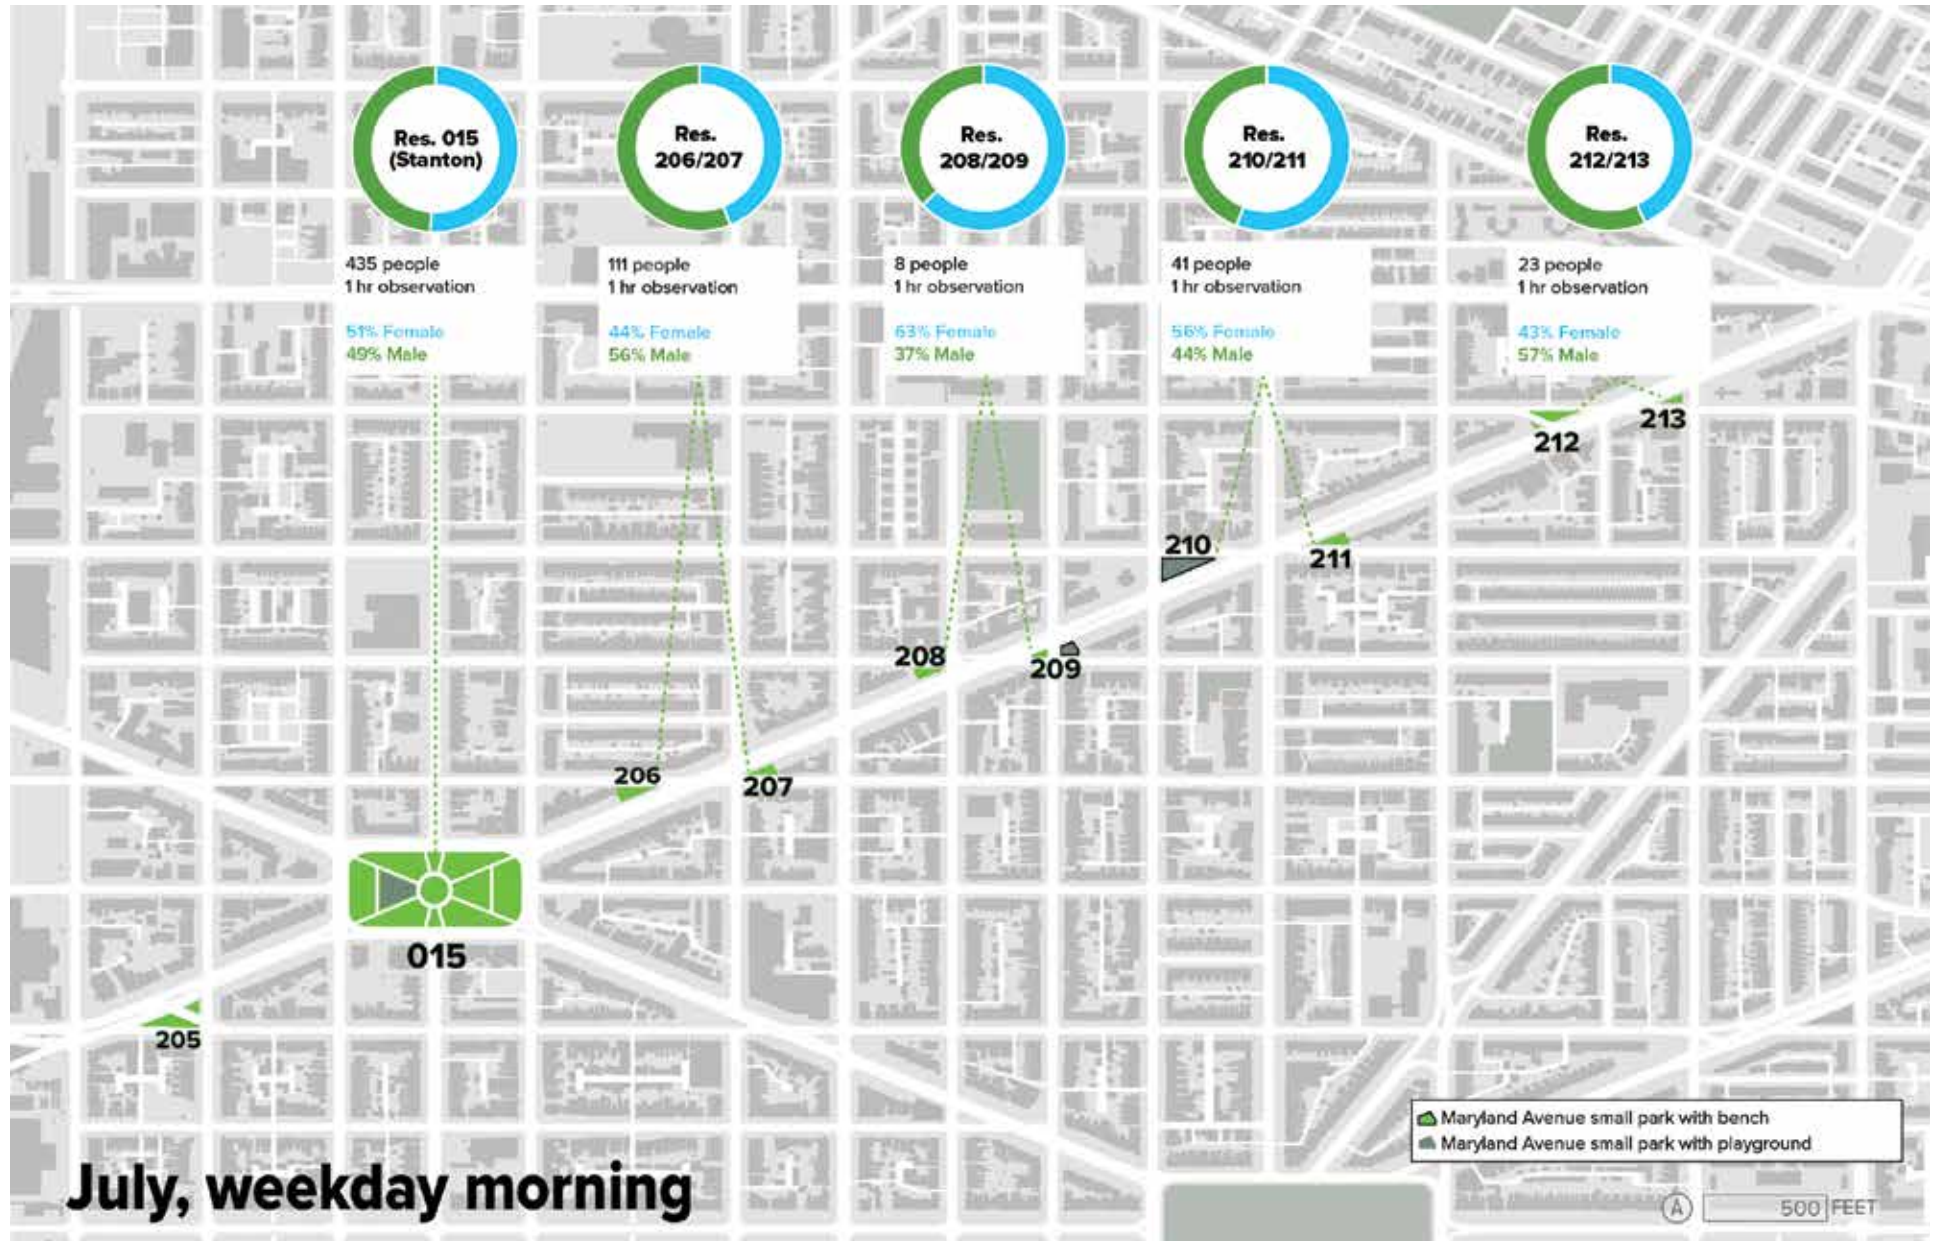 Res. 015
(Stanton)
435 people
1 hr observation
51% Female
49% Male
Res.
206/207
111 people
1 hr observation
44% Female
56% Male
Res.
208/209
8 people
1 hr observation
63% Female
37% Male
Res.
210/211
41 people
1 hr observation
56% Female
44% Male
Res.
212/213
23 people
1 hr observation
43% Female
57% Male
213
212
210
211
208
209
206
207
015
205
Maryland Avenue small park with bench
Maryland Avenue small park with playground
July, weekday morning
A
500 FEET